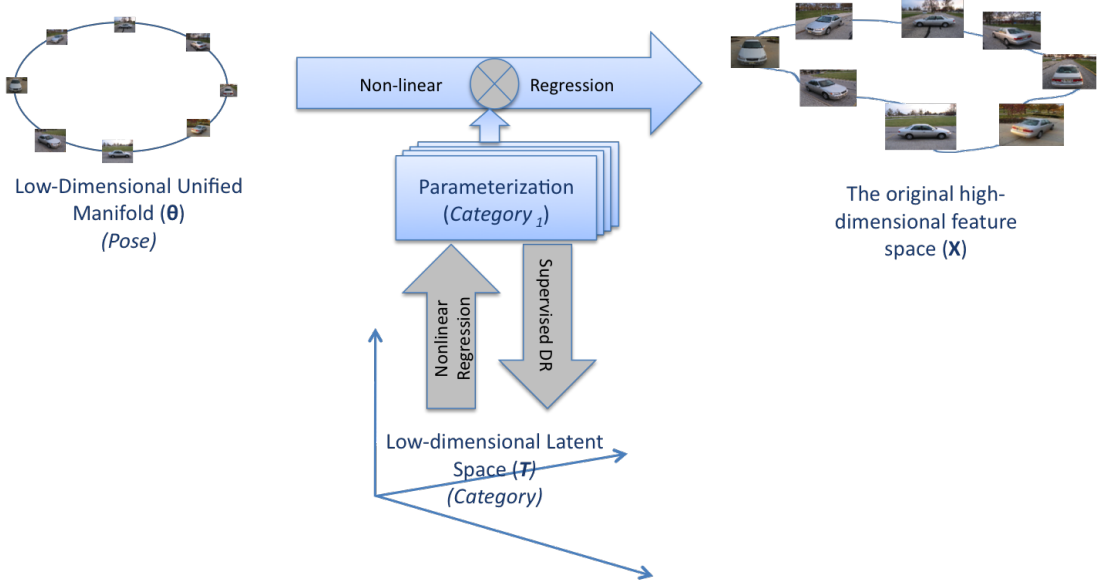 Low-Dimensional Unified
Manifold (θ)
(Pose)
Non-linear
Regression
Parameterization
(Category 1)
Nonlinear
Regression
Supervised DR
Low-dimensional Latent
Space (T)
(Category)
The original high-
dimensional feature
space (X)